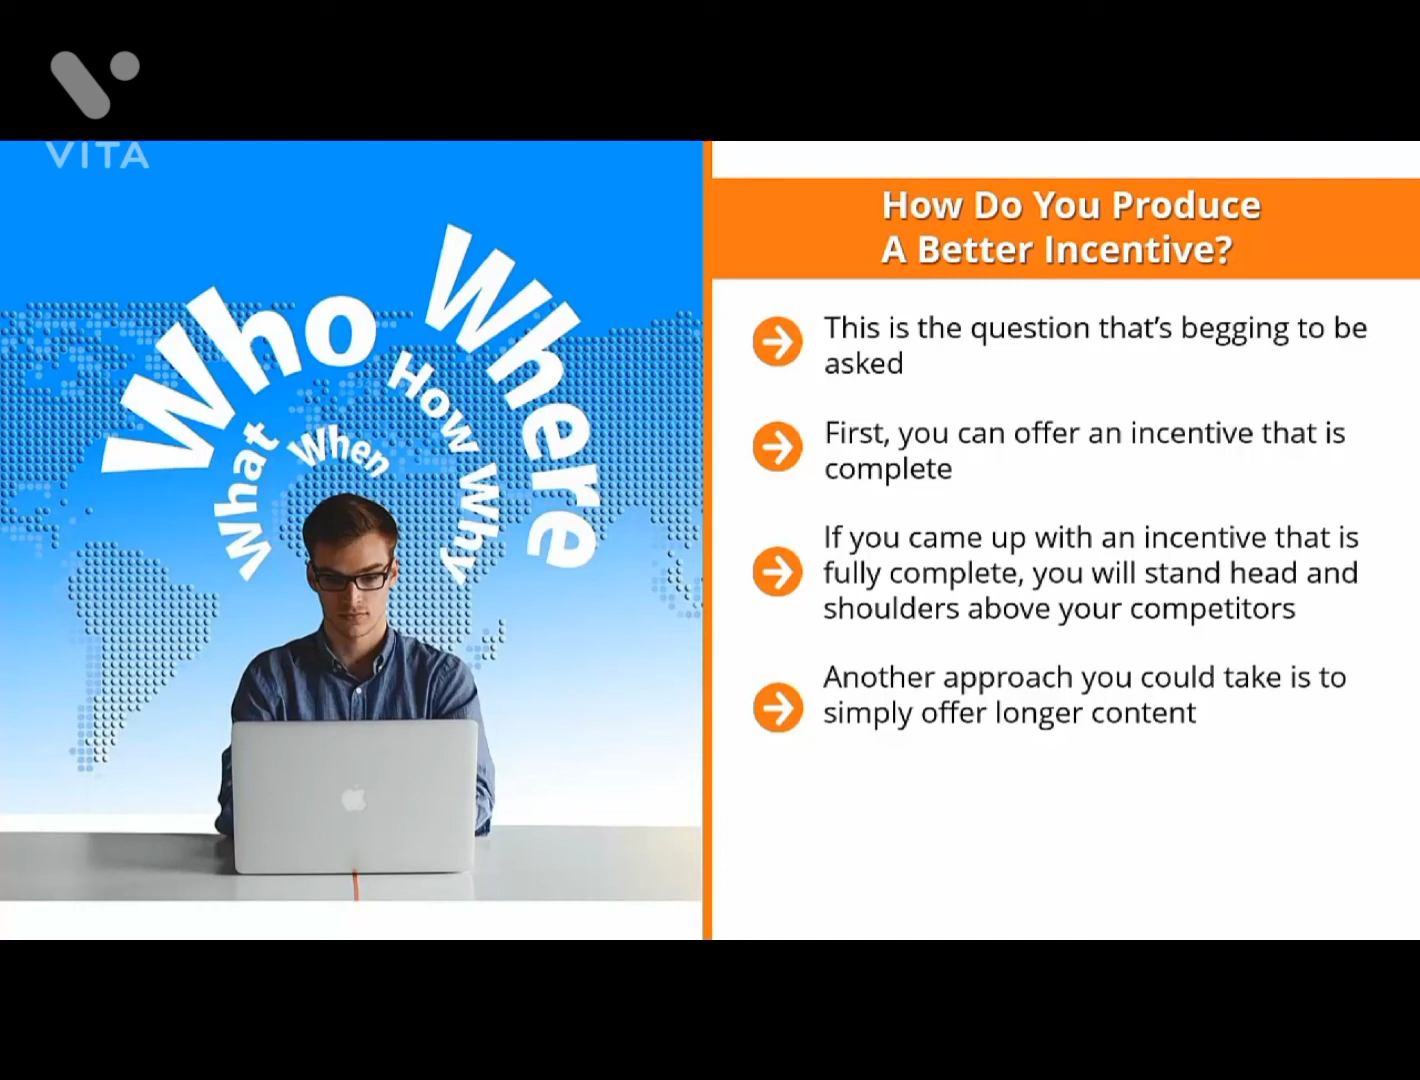 VITA
Who
Where
What
When
How
Why
How Do You Produce
A Better Incentive?
This is the question that's begging to be
asked
First, you can offer an incentive that is
complete
If you came up with an incentive that is
fully complete, you will stand head and
shoulders above your competitors
Another approach you could take is to
simply offer longer content